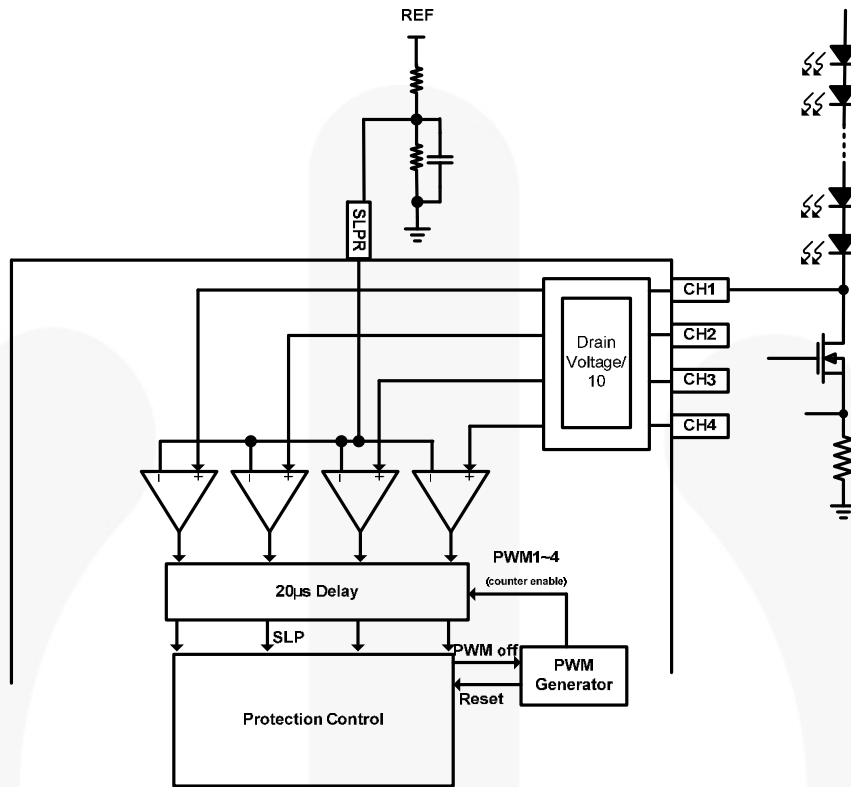 REF
SLPR
CH1
CH2
CH3
CH4
Drain
Voltage/
10
− +
− +
− +
− +
PWM1~4
(counter enable)
20µs Delay
SLP
PWM off
Reset
PWM
Generator
Protection Control